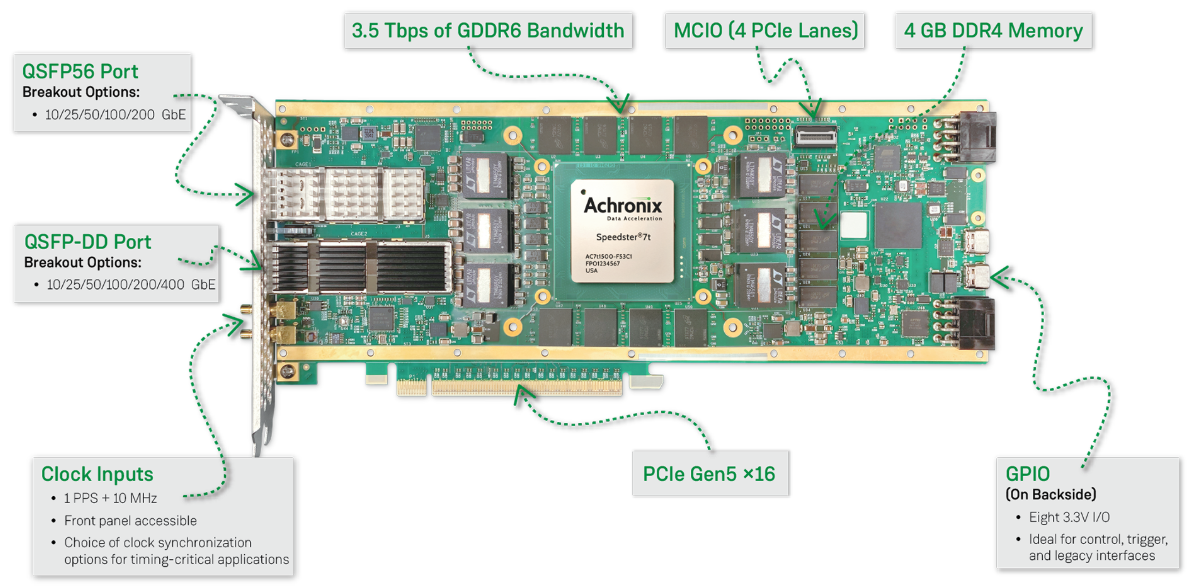 3.5 Tbps of GDDR6 Bandwidth
MCIO (4 PCIe Lanes)
4 GB DDR4 Memory
QSFP56 Port
Breakout Options:
• 10/25/50/100/200 GbE
QSFP-DD Port
Breakout Options:
• 10/25/50/100/200/400 GbE
CAGE1
CAGE2
Achronix
Data Acceleration
Speedster®7t
AC7t1500-F53C1
FPO1234567
USA
Clock Inputs
• 1 PPS + 10 MHz
• Front panel accessible
• Choice of clock synchronization
options for timing-critical applications
PCIe Gen5 ×16
GPIO
(On Backside)
• Eight 3.3V I/O
• Ideal for control, trigger,
and legacy interfaces